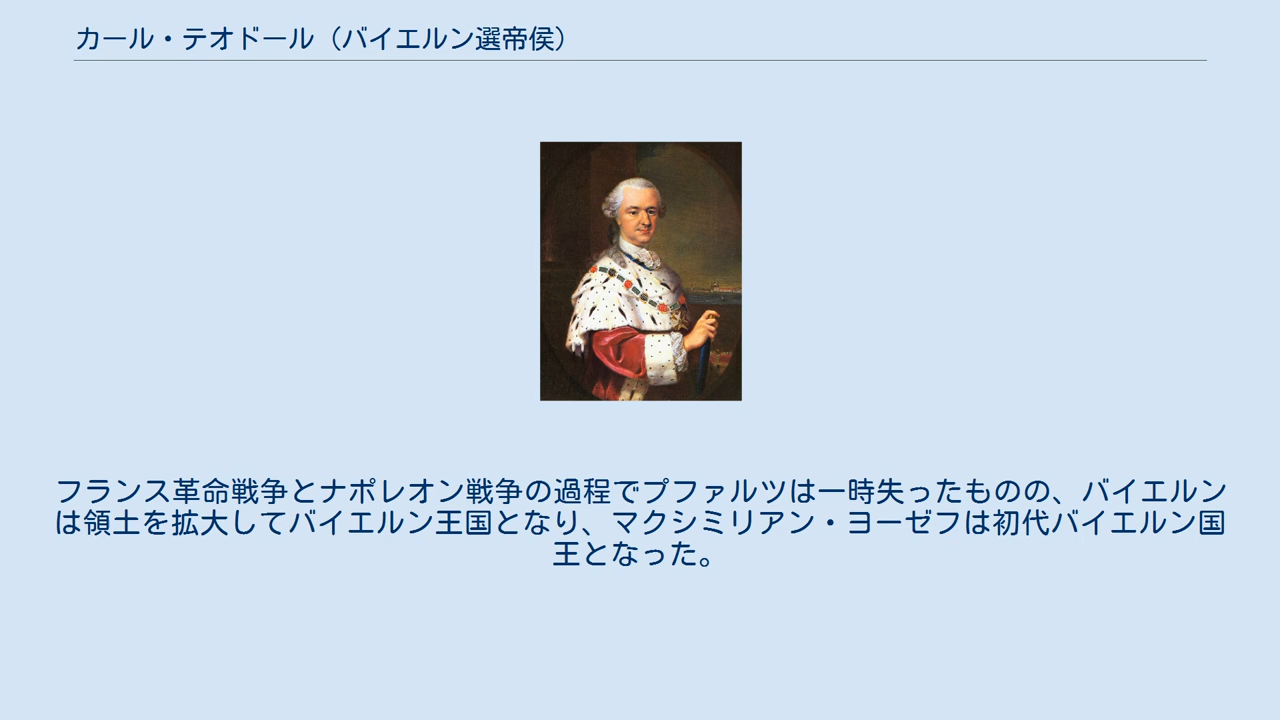 カール・テオドール（バイエルン選帝侯）
フランス革命戦争とナポレオン戦争の過程でプファルツは一時失ったものの、バイエルン
は領土を拡大してバイエルン王国となり、マクシミリアン・ヨーゼフは初代バイエルン国
王となった。